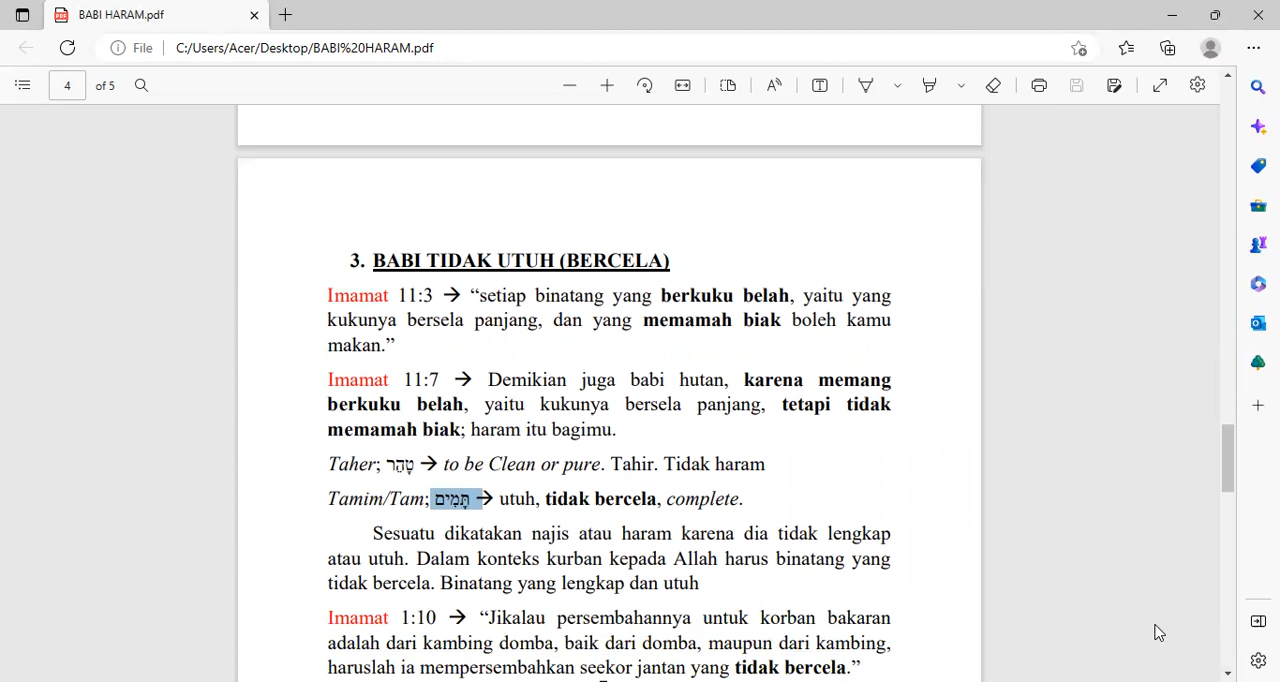 BABI HARAM.pdf
File
C:/Users/Acer/Desktop/BABI%20HARAM.pdf
4 of 5
3. BABI TIDAK UTUH (BERCELA)
Imamat 11:3 → “setiap binatang yang berkuku belah, yaitu yang
kukunya bersela panjang, dan yang memamah biak boleh kamu
makan.”
Imamat 11:7 → Demikian juga babi hutan, karena memang
berkuku belah, yaitu kukunya bersela panjang, tetapi tidak
memamah biak; haram itu bagimu.
Taher; טָהֵר → to be Clean or pure. Tahir. Tidak haram
Tamim/Tam; תָּמִים → utuh, tidak bercela, complete.
Sesuatu dikatakan najis atau haram karena dia tidak lengkap
atau utuh. Dalam konteks kurban kepada Allah harus binatang yang
tidak bercela. Binatang yang lengkap dan utuh
Imamat 1:10 → “Jikalau persembahannya untuk korban bakaran
adalah dari kambing domba, baik dari domba, maupun dari kambing,
haruslah ia mempersembahkan seekor jantan yang tidak bercela.”